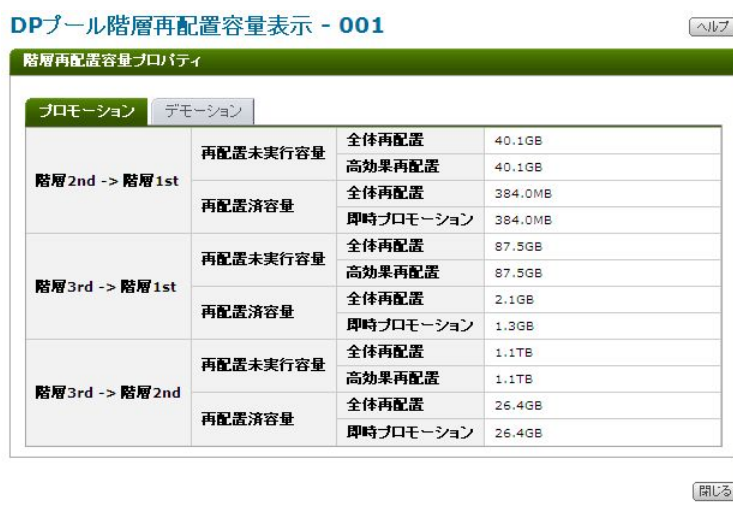 DPプール階層再配置容量表示 - 001
ヘルプ
階層再配置容量プロパティ
プロモーション デモーション
階層2nd -> 階層1st
再配置未実行容量
全体再配置 40.1GB
高効果再配置 40.1GB
再配置済容量
全体再配置 384.0MB
即時プロモーション 384.0MB
階層3rd -> 階層1st
再配置未実行容量
全体再配置 87.5GB
高効果再配置 87.5GB
再配置済容量
全体再配置 2.1GB
即時プロモーション 1.3GB
階層3rd -> 階層2nd
再配置未実行容量
全体再配置 1.1TB
高効果再配置 1.1TB
再配置済容量
全体再配置 26.4GB
即時プロモーション 26.4GB
閉じる